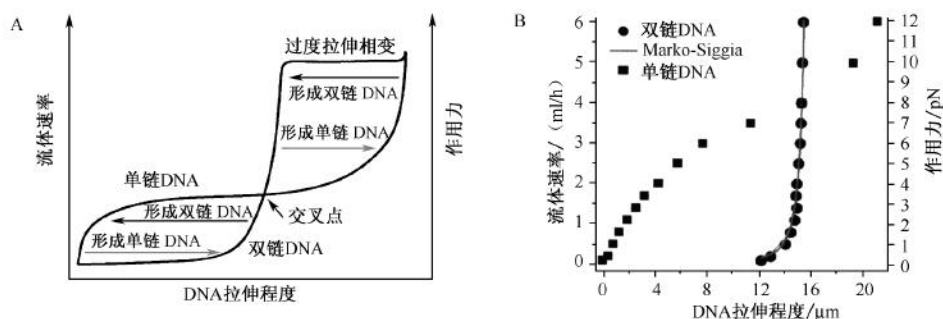 A
流体速率
作用力
过度拉伸相变
形成双链 DNA
形成单链 DNA
单链DNA
形成双链 DNA
交叉点
形成单链 DNA
双链DNA
DNA拉伸程度
B
流体速率/（ml/h）
6
5
4
3
2
1
0
双链DNA
Marko-Siggia
单链DNA
12
11
10
9
8
7
6
5
4
3
2
1
0
作用力/pN
0 4 8 12 16 20
DNA拉伸程度/μm